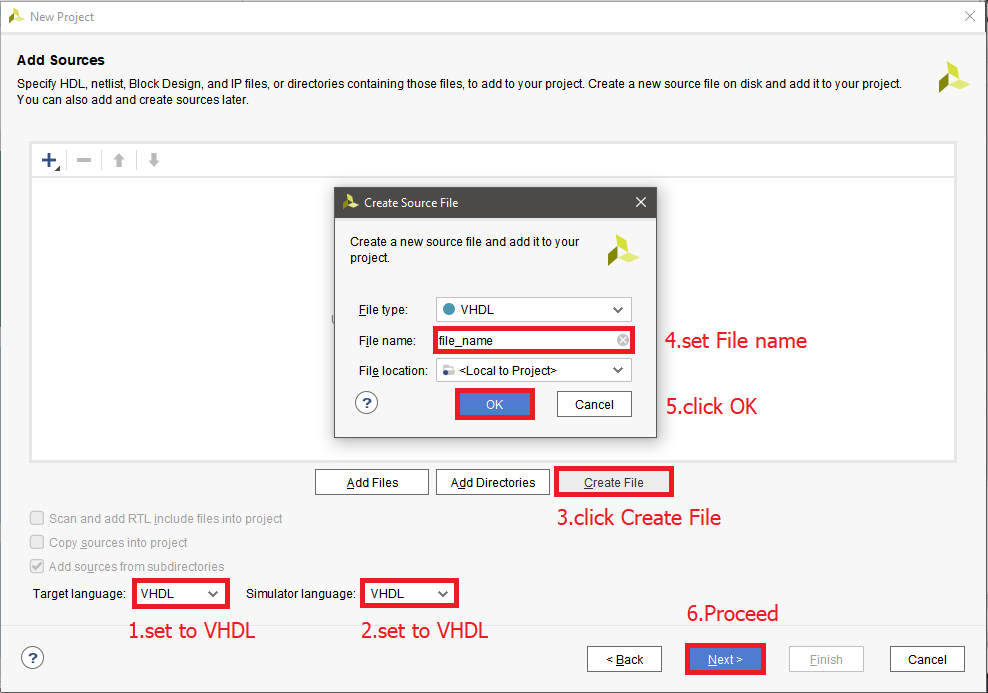 New Project
Add Sources
Specify HDL, netlist, Block Design, and IP files, or directories containing those files, to add to your project. Create a new source file on disk and add it to your project.
You can also add and create sources later.
Create Source File
Create a new source file and add it to your
project.
File type: VHDL
File name: file_name
4.set File name
File location: <Local to Project>
? OK Cancel
5.click OK
Add Files Add Directories Create File
3.click Create File
Scan and add RTL include files into project
Copy sources into project
Add sources from subdirectories
Target language: VHDL Simulator language: VHDL
1.set to VHDL 2.set to VHDL
6.Proceed
? < Back Next > Finish Cancel